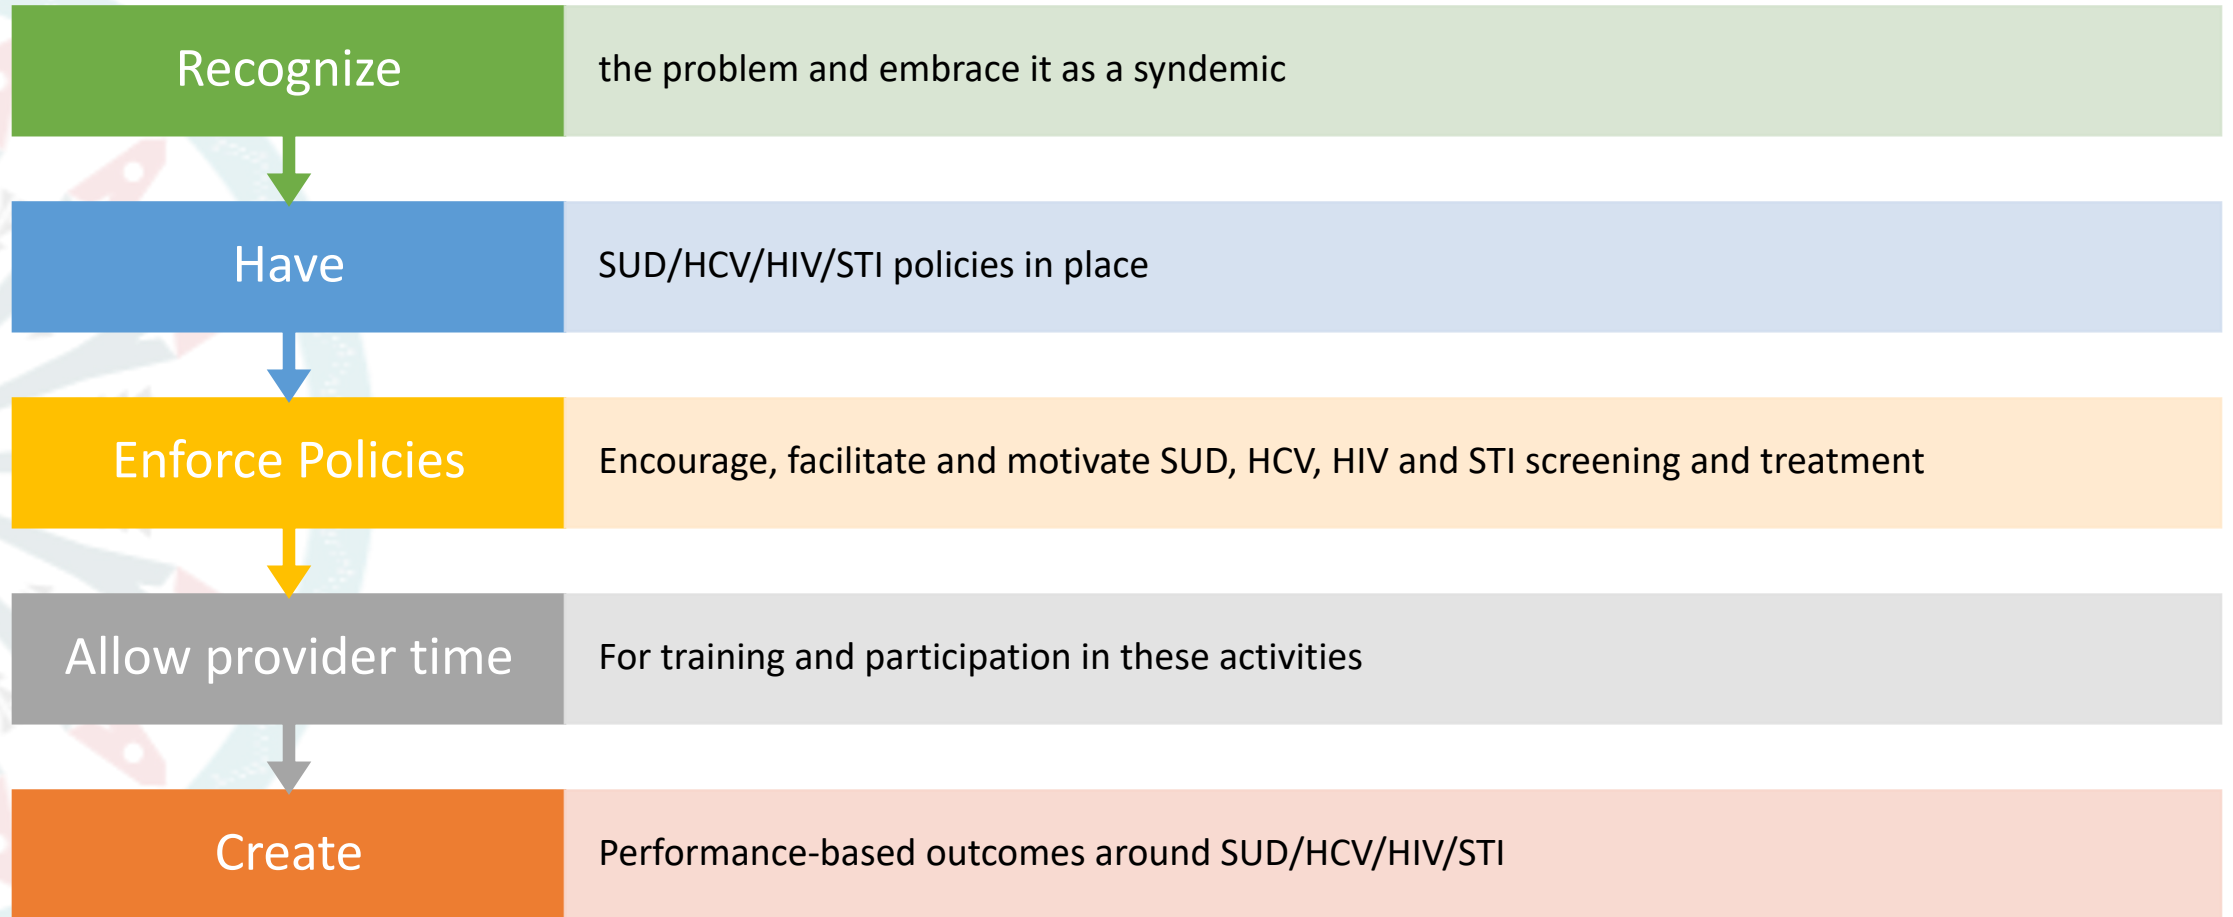 Recognize
the problem and embrace it as a syndemic
Have
SUD/HCV/HIV/STI policies in place
Enforce Policies
Encourage, facilitate and motivate SUD, HCV, HIV and STI screening and treatment
Allow provider time
For training and participation in these activities
Create
Performance-based outcomes around SUD/HCV/HIV/STI